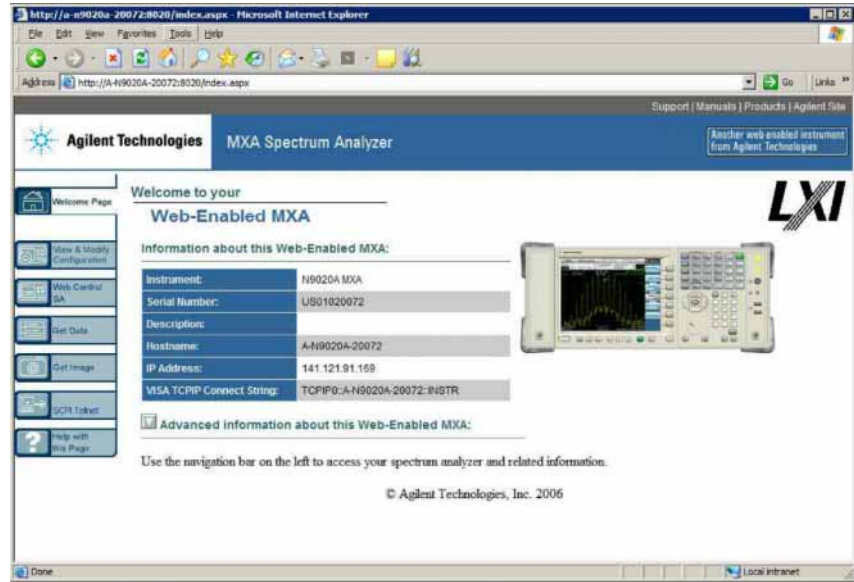 http://a-n9020a-20072:8020/index.aspx - Microsoft Internet Explorer
File Edit View Favorites Tools Help
Address http://A-N9020A-20072:8020/index.aspx Go Links »
Support | Manuals | Products | Agilent Site
Agilent Technologies MXA Spectrum Analyzer
Another web-enabled instrument
from Agilent Technologies
Welcome Page
View & Modify
Configuration
Web Control
SA
Get Data
Get Image
SCPI Telnet
Help with
this Page
Welcome to your
Web-Enabled MXA
LXI
Information about this Web-Enabled MXA:
Instrument: N9020A MXA
Serial Number: US01020072
Description:
Hostname: A-N9020A-20072
IP Address: 141.121.91.169
VISA TCPIP Connect String: TCPIP0::A-N9020A-20072::INSTR
Advanced information about this Web-Enabled MXA:
Use the navigation bar on the left to access your spectrum analyzer and related information.
© Agilent Technologies, Inc. 2006
Done Local intranet